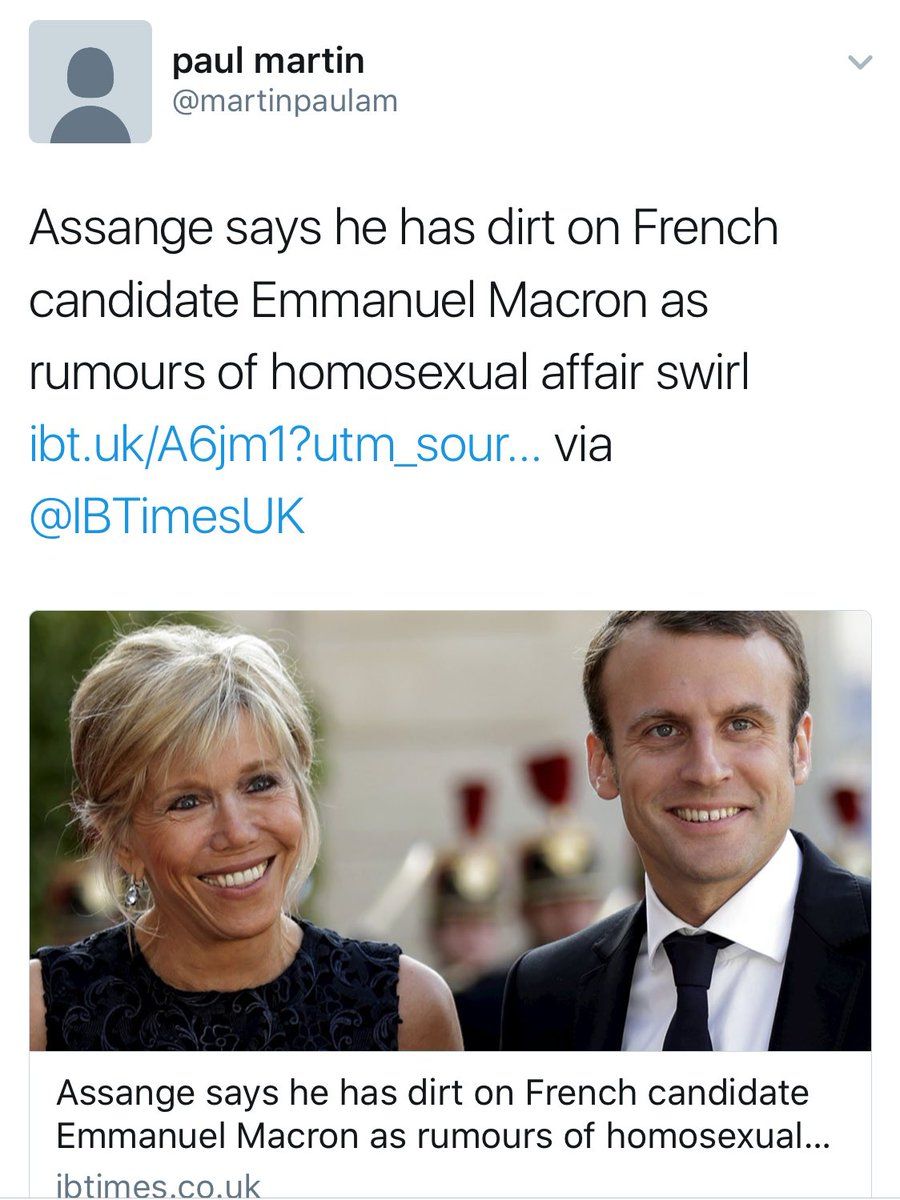 paul martin
@martinpaulam
Assange says he has dirt on French
candidate Emmanuel Macron as
rumours of homosexual affair swirl
ibt.uk/A6jm1?utm_sour... via
@IBTimesUK
Assange says he has dirt on French candidate
Emmanuel Macron as rumours of homosexual...
ibtimes.co.uk